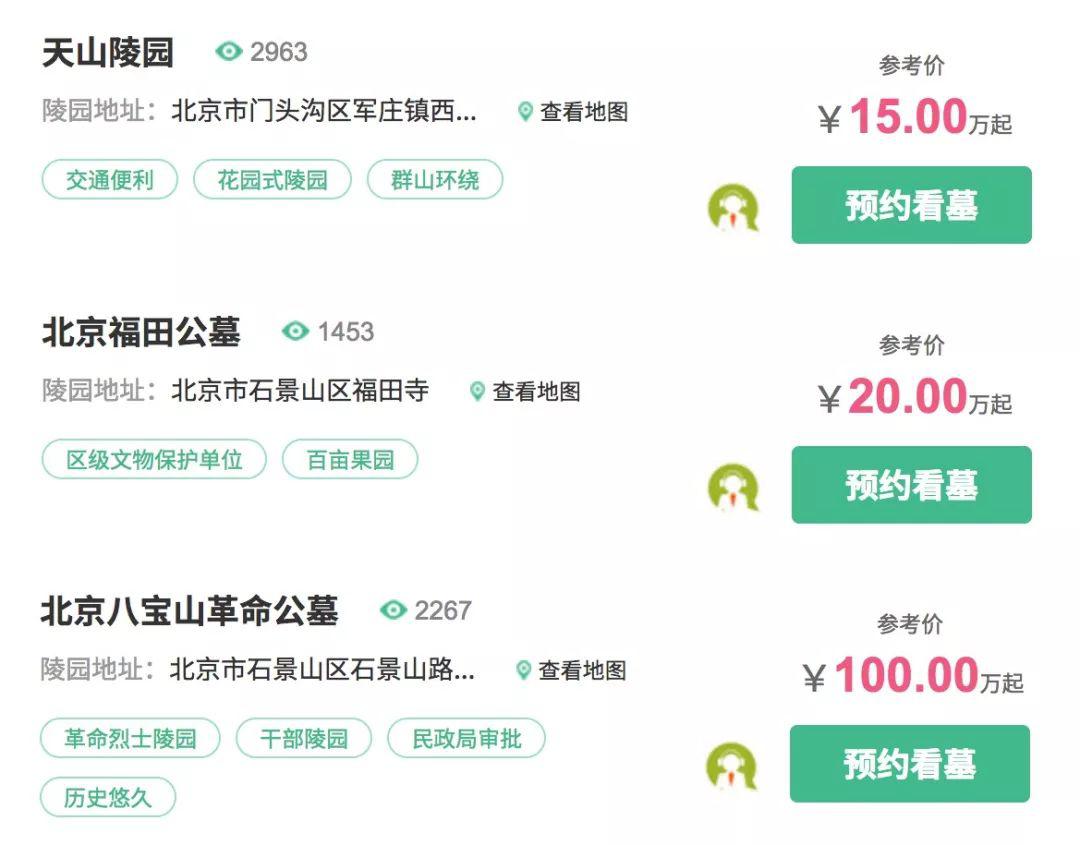 天山陵园 2963
参考价
陵园地址：北京市门头沟区军庄镇西... 查看地图
¥15.00万起
交通便利 花园式陵园 群山环绕
预约看墓
北京福田公墓 1453
参考价
陵园地址：北京市石景山区福田寺 查看地图
¥20.00万起
区级文物保护单位 百亩果园
预约看墓
北京八宝山革命公墓 2267
参考价
陵园地址：北京市石景山区石景山路... 查看地图
¥100.00万起
革命烈士陵园 干部陵园 民政局审批
预约看墓
历史悠久